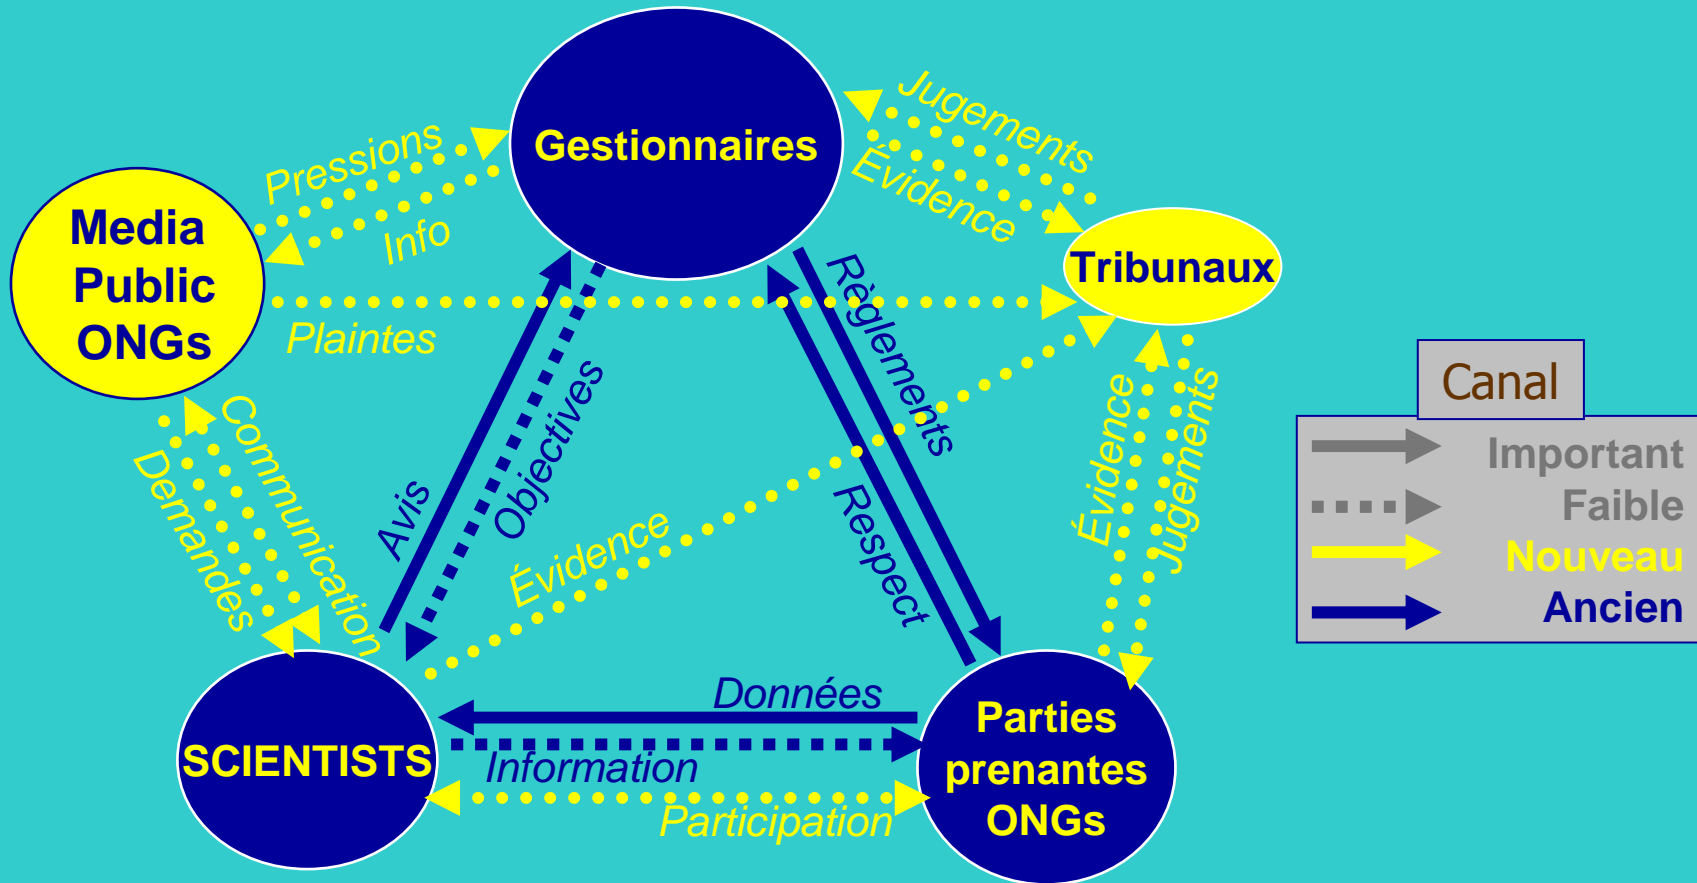 Gestionnaires
Jugements
Évidence
Pressions
Info
Media
Public
ONGs
Tribunaux
Plaintes
Règlements
Respect
Avis
Objectives
Communication
Demandes
Évidence
Évidence
Jugements
Canal
Important
Faible
Nouveau
Ancien
SCIENTISTS
Données
Information
Participation
Parties
prenantes
ONGs